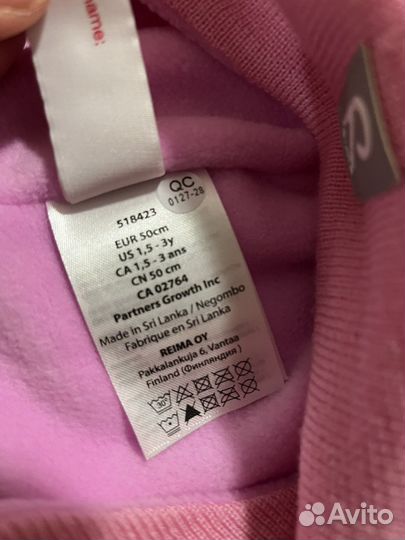 name:
QC
0127-28
518423
EUR 50cm
US 1,5 - 3y
CA 1,5 - 3 ans
CN 50 cm
CA 02764
Partners Growth Inc
Made in Sri Lanka / Negombo
Fabriqué en Sri Lanka
REIMA OY
Pakkalankuja 6, Vantaa
Finland (Финляндия)
30°
Avito